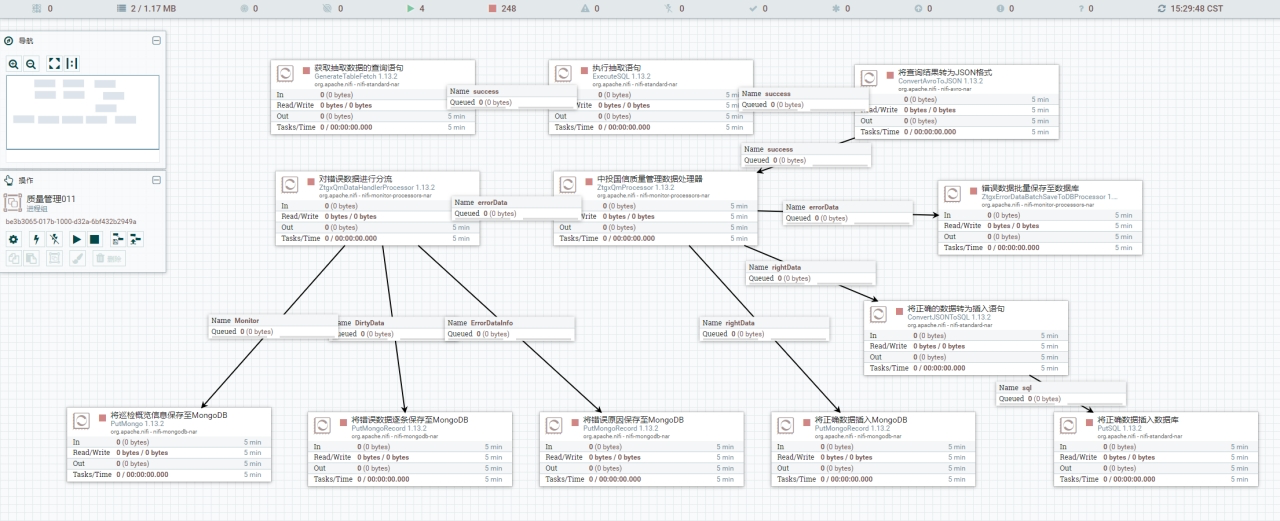 0
2 / 1.17 MB
0
0
4
248
0
0
0
0
0
0
0
15:29:48 CST
导航
操作
质量管理011
进程组
be3b3065-017b-1000-d32a-6bf432b2949a
删除
获取抽取数据的查询语句
GenerateTableFetch 1.13.2
org.apache.nifi - nifi-standard-nar
In 0 (0 bytes)
Read/Write 0 bytes / 0 bytes 5 min
Out 0 (0 bytes) 5 min
Tasks/Time 0 / 00:00:00.000 5 min
Name success
Queued 0 (0 bytes)
执行抽取语句
ExecuteSQL 1.13.2
org.apache.nifi - nifi-standard-nar
0 (0 bytes) 5 min
/Write 0 bytes / 0 bytes 5 min
Out 0 (0 bytes) 5 min
Tasks/Time 0 / 00:00:00.000 5 min
Name success
Queued 0 (0 bytes)
将查询结果转为JSON格式
ConvertAvroToJSON 1.13.2
org.apache.nifi - nifi-avro-nar
0 (0 bytes) 5 min
Read/Write 0 bytes / 0 bytes 5 min
Out 0 (0 bytes) 5 min
Tasks/Time 0 / 00:00:00.000 5 min
Name success
Queued 0 (0 bytes)
对错误数据进行分流
ZtgxQmDataHandlerProcessor 1.13.2
org.apache.nifi - nifi-monitor-processors-nar
In 0 (0 bytes)
Read/Write 0 bytes / 0 bytes
Out 0 (0 bytes) 5 min
Tasks/Time 0 / 00:00:00.000 5 min
Name errorData
Queued 0 (0 bytes)
中投国信质量管理数据处理器
ZtgxQmProcessor 1.13.2
org.apache.nifi - nifi-monitor-processors-nar
0 (0 bytes) 5 min
/Write 0 bytes / 0 bytes 5 min
Out 0 (0 bytes) 5 min
Tasks/Time 0 / 00:00:00.000 5 min
Name errorData
Queued 0 (0 bytes)
错误数据批量保存至数据库
ZtgxErrorDataBatchSaveToDBProcessor 1...
org.apache.nifi - nifi-monitor-processors-nar
In 0 (0 bytes) 5 min
Read/Write 0 bytes / 0 bytes 5 min
Out 0 (0 bytes) 5 min
Tasks/Time 0 / 00:00:00.000 5 min
Name rightData
Queued 0 (0 bytes)
将正确的数据转为插入语句
ConvertJSONToSQL 1.13.2
org.apache.nifi - nifi-standard-nar
In 0 (0 bytes) 5 min
Read/Write 0 bytes / 0 bytes 5 min
Out 0 (0 bytes) 5 min
Tasks/Time 0 / 00:00:00.000 5 min
Name Monitor
Queued 0 (0 bytes)
ame DirtyData
Queued 0 (0 bytes)
Name ErrorDataInfo
Queued 0 (0 bytes)
Name rightData
Queued 0 (0 bytes)
Name sql
Queued 0 (0 bytes)
将巡检概览信息保存至MongoDB
PutMongo 1.13.2
org.apache.nifi - nifi-mongodb-nar
In 0 (0 bytes) 5 min
Read/Write 0 bytes / 0 bytes 5 min
Out 0 (0 bytes) 5 min
Tasks/Time 0 / 00:00:00.000 5 min
将错误数据逐条保存至MongoDB
PutMongoRecord 1.13.2
org.apache.nifi - nifi-mongodb-nar
In 0 (0 bytes) 5 min
Read/Write 0 bytes / 0 bytes 5 min
Out 0 (0 bytes) 5 min
Tasks/Time 0 / 00:00:00.000 5 min
将错误原因保存至MongoDB
PutMongoRecord 1.13.2
org.apache.nifi - nifi-mongodb-nar
In 0 (0 bytes) 5 min
Read/Write 0 bytes / 0 bytes 5 min
Out 0 (0 bytes) 5 min
Tasks/Time 0 / 00:00:00.000 5 min
将正确数据插入MongoDB
PutMongoRecord 1.13.2
org.apache.nifi - nifi-mongodb-nar
In 0 (0 bytes) 5 min
Read/Write 0 bytes / 0 bytes 5 min
Out 0 (0 bytes) 5 min
Tasks/Time 0 / 00:00:00.000 5 min
将正确数据插入数据库
PutSQL 1.13.2
org.apache.nifi - nifi-standard-nar
In 0 (0 bytes) 5 min
Read/Write 0 bytes / 0 bytes 5 min
Out 0 (0 bytes) 5 min
Tasks/Time 0 / 00:00:00.000 5 min